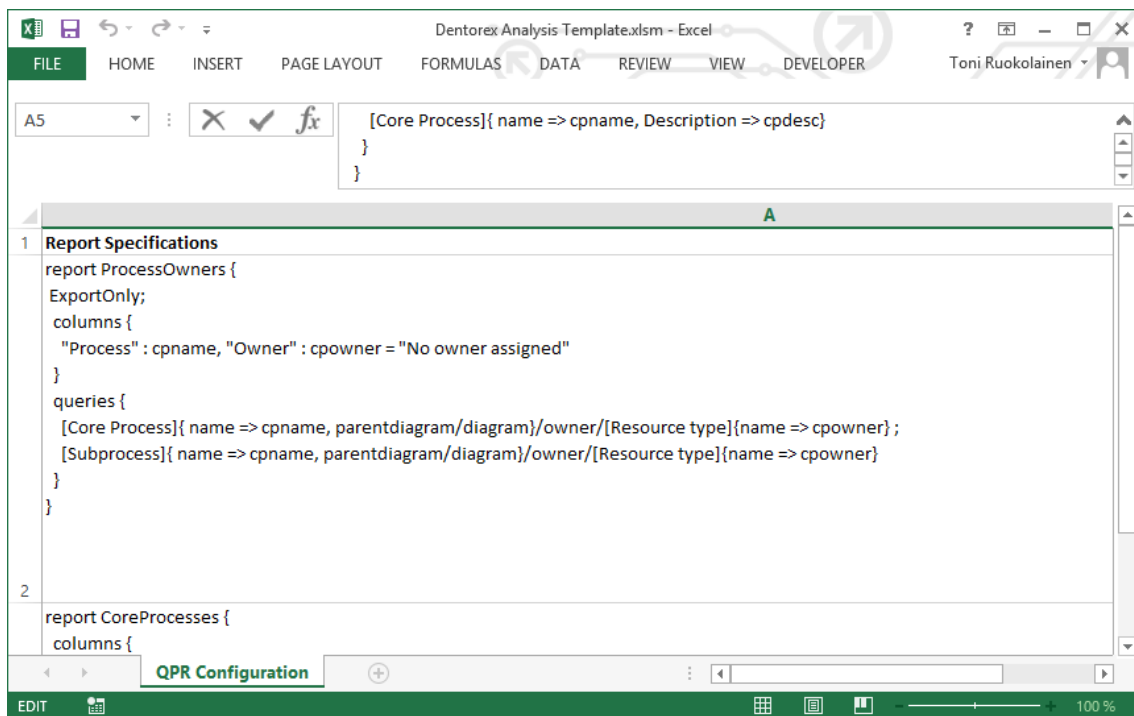 Dentorex Analysis Template.xlsm - Excel
?
FILE HOME INSERT PAGE LAYOUT FORMULAS DATA REVIEW VIEW DEVELOPER Toni Ruokolainen
A5 fx [Core Process]{ name => cpname, Description => cpdesc}
}
}
A
1 Report Specifications
report ProcessOwners {
ExportOnly;
columns {
"Process" : cpname, "Owner" : cpowner = "No owner assigned"
}
queries {
[Core Process]{ name => cpname, parentdiagram/diagram}/owner/[Resource type]{name => cpowner} ;
[Subprocess]{ name => cpname, parentdiagram/diagram}/owner/[Resource type]{name => cpowner}
}
}
2
report CoreProcesses {
columns {
QPR Configuration
EDIT 100 %